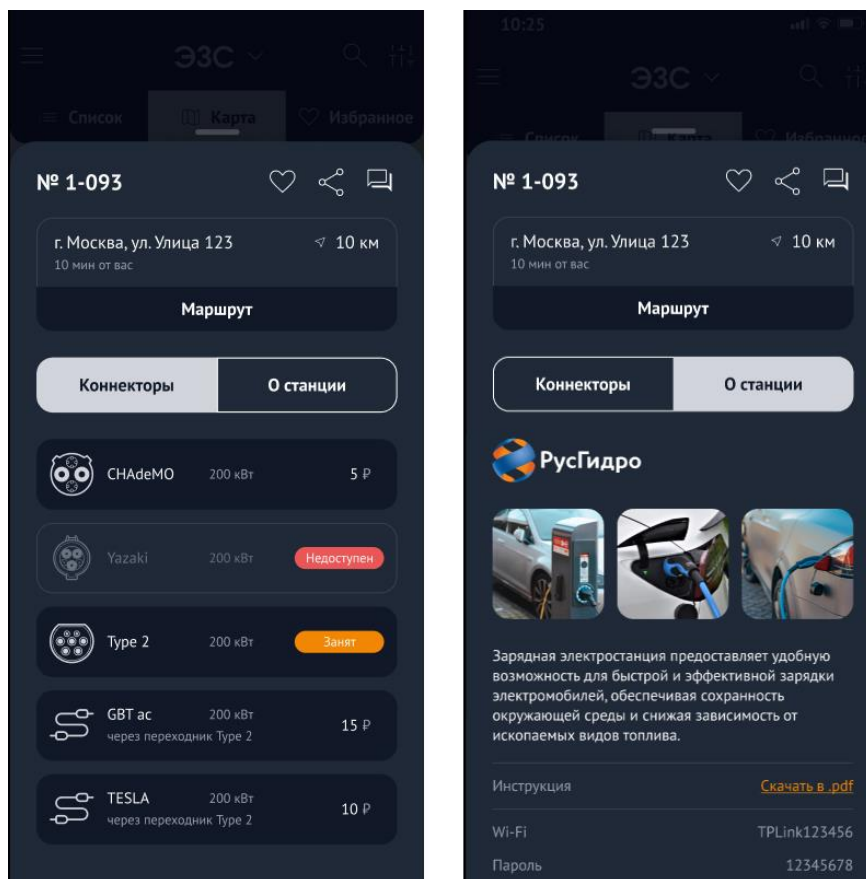 ЭЗС
Список
Карта
Избранное
№ 1-093
г. Москва, ул. Улица 123
10 км
10 мин от вас
Маршрут
Коннекторы
О станции
CHAdeMO
200 кВт
5 ₽
Yazaki
200 кВт
Недоступен
Type 2
200 кВт
Занят
GBT ac
200 кВт
через переходник Type 2
15 ₽
TESLA
200 кВт
через переходник Type 2
10 ₽
10:25
ЭЗС
Список
Карта
Избранное
№ 1-093
г. Москва, ул. Улица 123
10 км
10 мин от вас
Маршрут
Коннекторы
О станции
РусГидро
Зарядная электростанция предоставляет удобную
возможность для быстрой и эффективной зарядки
электромобилей, обеспечивая сохранность
окружающей среды и снижая зависимость от
ископаемых видов топлива.
Инструкция
Скачать в .pdf
Wi-Fi
TPLink123456
Пароль
12345678